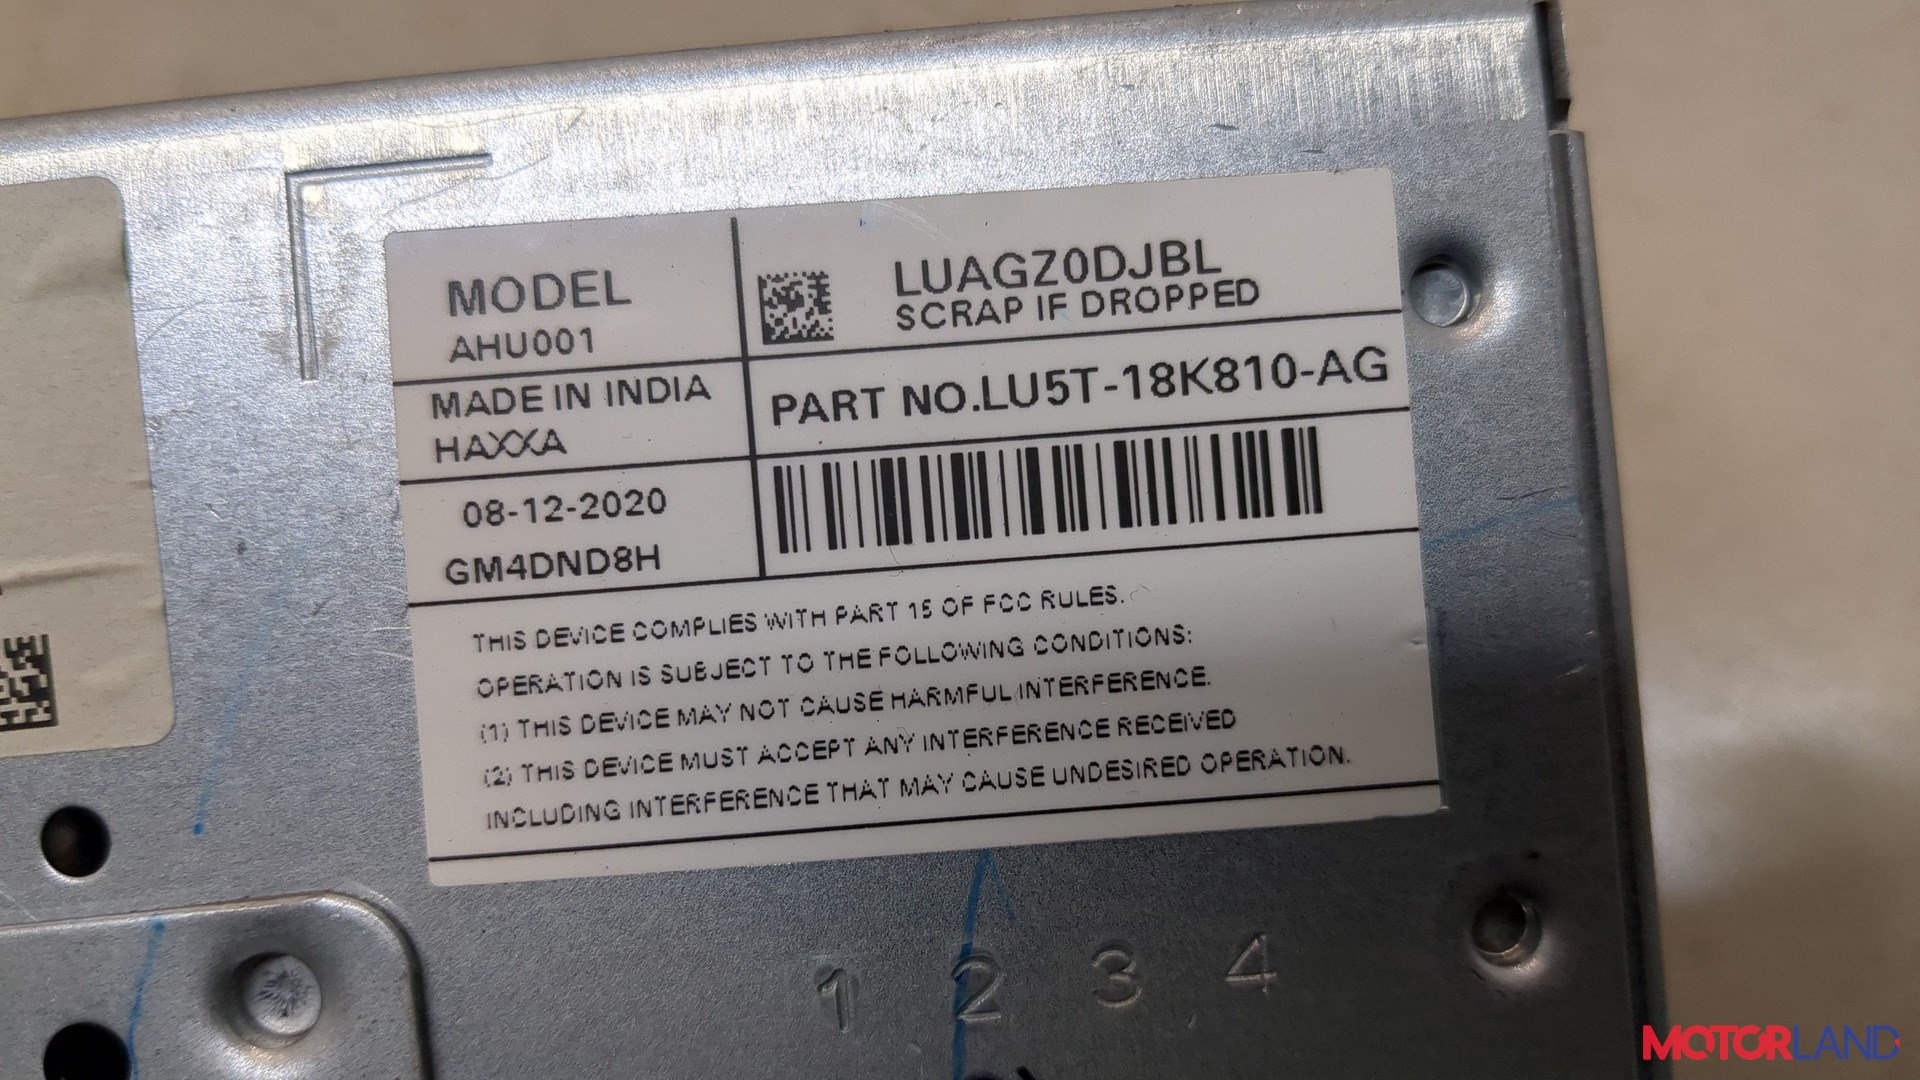 MODEL
AHU001
LUAGZ0DJBL
SCRAP IF DROPPED
MADE IN INDIA
HAXXA
PART NO.LU5T-18K810-AG
08-12-2020
GM4DND8H
THIS DEVICE COMPLIES WITH PART 15 OF FCC RULES.
OPERATION IS SUBJECT TO THE FOLLOWING CONDITIONS:
(1) THIS DEVICE MAY NOT CAUSE HARMFUL INTERFERENCE.
(2) THIS DEVICE MUST ACCEPT ANY INTERFERENCE RECEIVED
INCLUDING INTERFERENCE THAT MAY CAUSE UNDESIRED OPERATION.
1 2 3 4
MOTORLAND